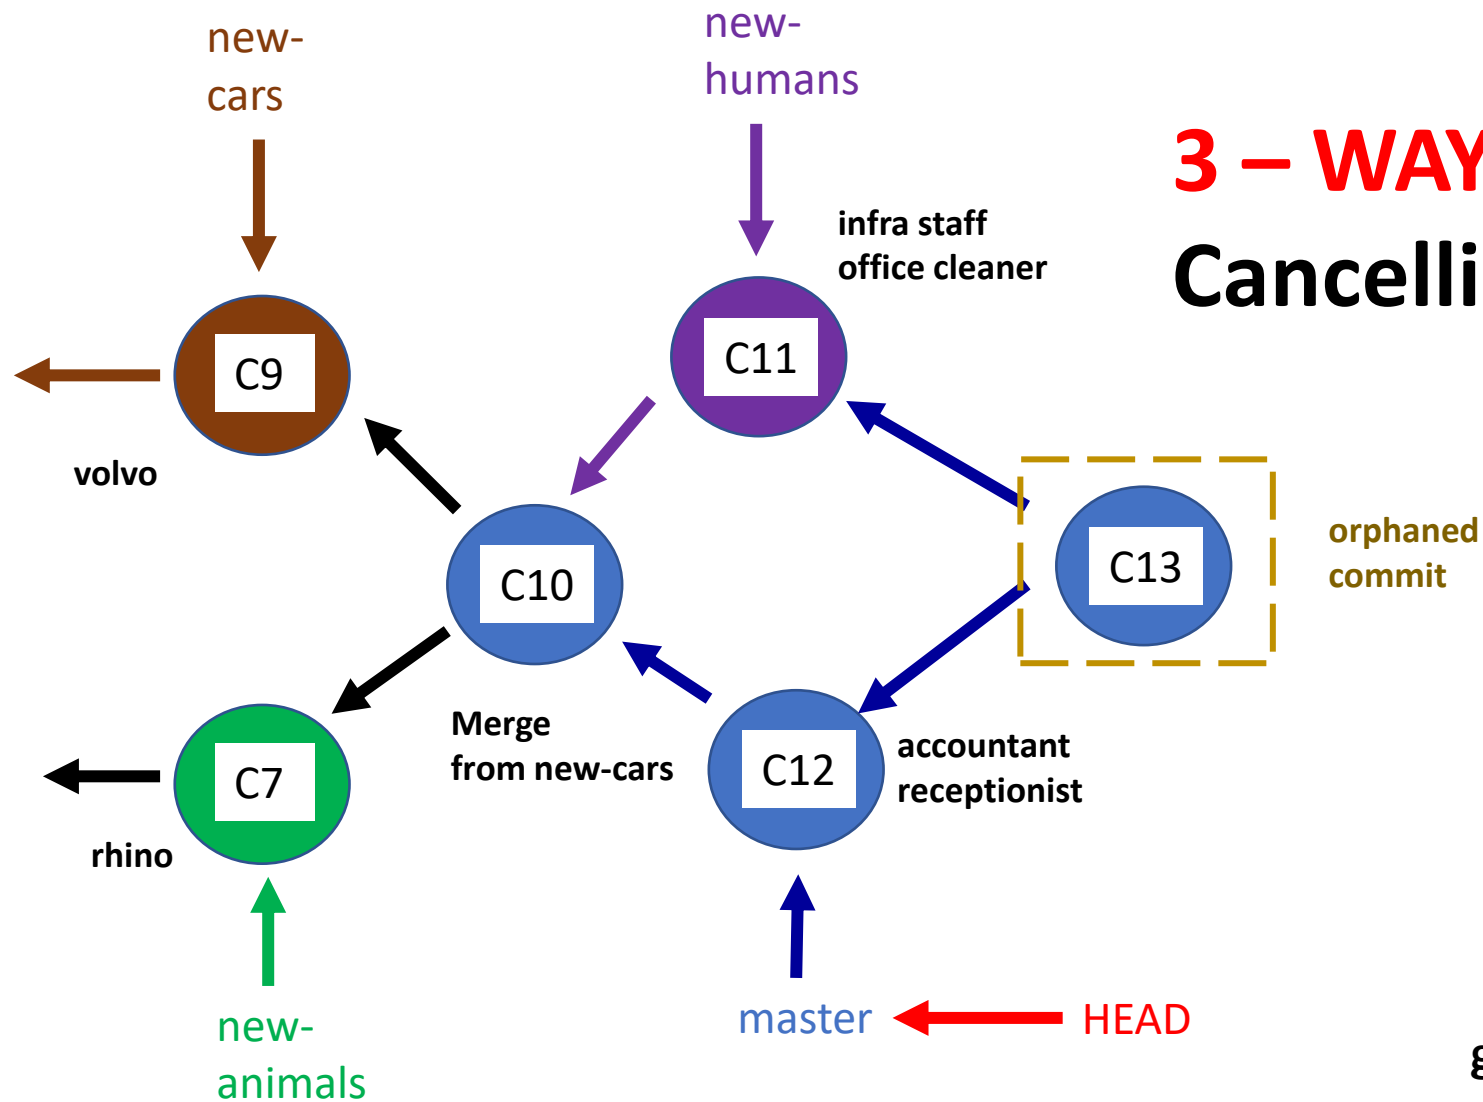 new-
cars
new-
humans
3 – WAY
Cancelli
infra staff
office cleaner
C9
C11
volvo
C10
C13
orphaned
commit
Merge
from new-cars
C7
C12
accountant
receptionist
rhino
new-
animals
master
HEAD
g